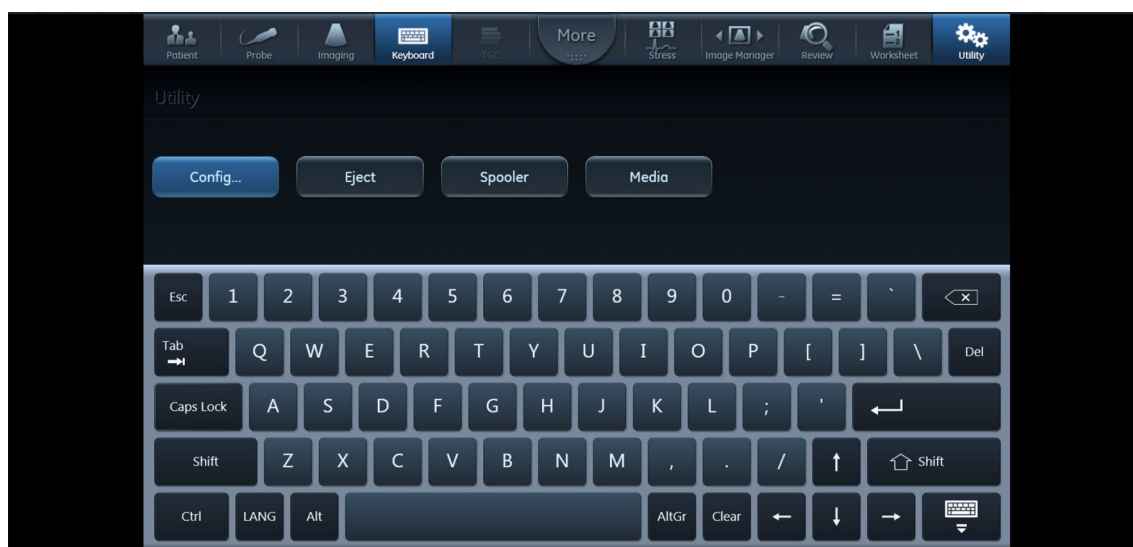 Patient Probe Imaging Keyboard TGC More Stress Image Manager Review Worksheet Utility
Utility
Config... Eject Spooler Media
Esc 1 2 3 4 5 6 7 8 9 0 - = `
Tab Q W E R T Y U I O P [ ] \ Del
Caps Lock A S D F G H J K L ; '
Shift Z X C V B N M , . / Shift
Ctrl LANG Alt AltGr Clear